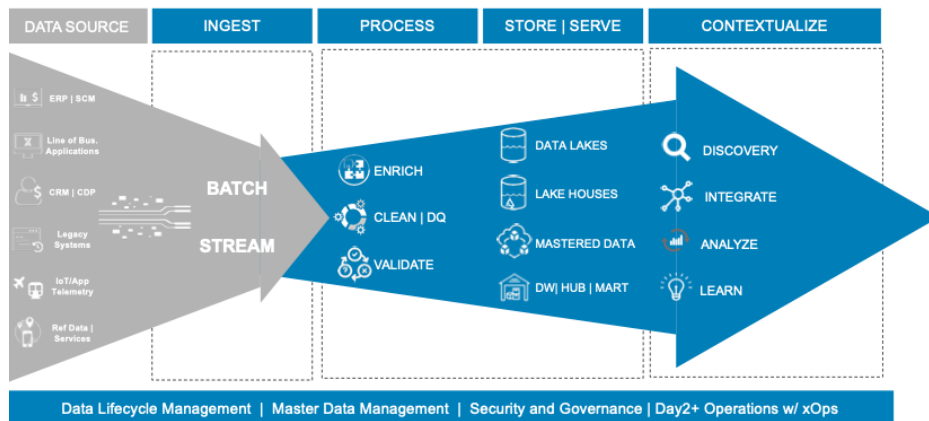 DATA SOURCE
INGEST
PROCESS
STORE | SERVE
CONTEXTUALIZE
ERP | SCM
Line of Bus.
Applications
CRM | CDP
Legacy
Systems
IoT/App
Telemetry
Ref Data |
Services
BATCH
STREAM
ENRICH
CLEAN | DQ
VALIDATE
DATA LAKES
LAKE HOUSES
MASTERED DATA
DW| HUB | MART
DISCOVERY
INTEGRATE
ANALYZE
LEARN
Data Lifecycle Management | Master Data Management | Security and Governance | Day2+ Operations w/ xOps